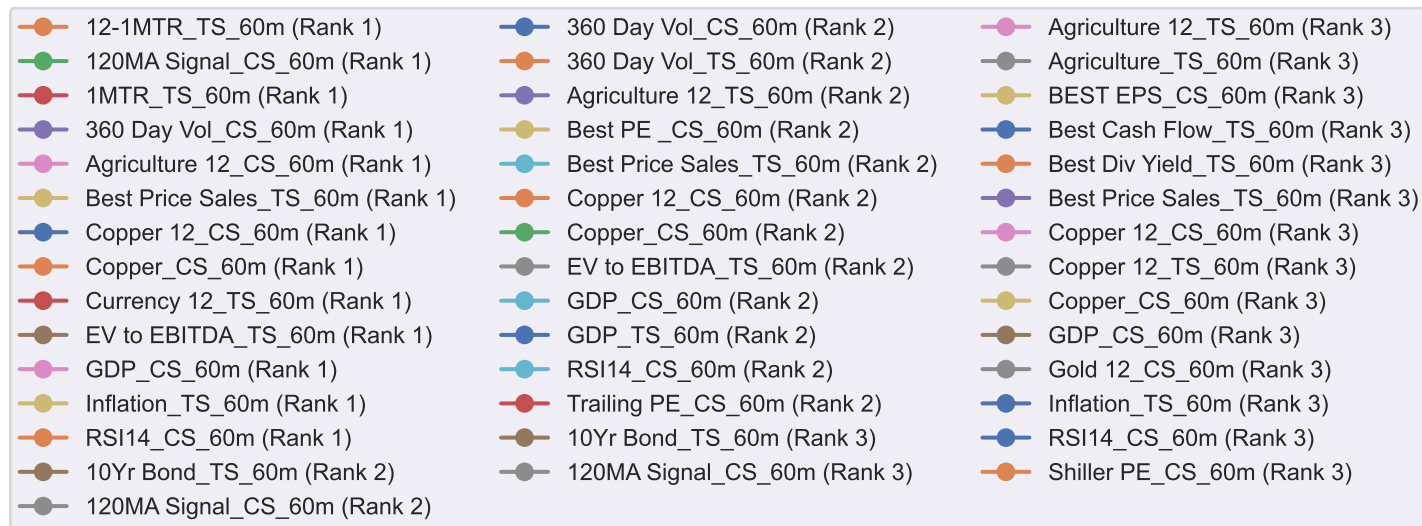 12-1MTR_TS_60m (Rank 1)
120MA Signal_CS_60m (Rank 1)
1MTR_TS_60m (Rank 1)
360 Day Vol_CS_60m (Rank 1)
Agriculture 12_CS_60m (Rank 1)
Best Price Sales_TS_60m (Rank 1)
Copper 12_CS_60m (Rank 1)
Copper_CS_60m (Rank 1)
Currency 12_TS_60m (Rank 1)
EV to EBITDA_TS_60m (Rank 1)
GDP_CS_60m (Rank 1)
Inflation_TS_60m (Rank 1)
RSI14_CS_60m (Rank 1)
10Yr Bond_TS_60m (Rank 2)
120MA Signal_CS_60m (Rank 2)
360 Day Vol_CS_60m (Rank 2)
360 Day Vol_TS_60m (Rank 2)
Agriculture 12_TS_60m (Rank 2)
Best PE _CS_60m (Rank 2)
Best Price Sales_TS_60m (Rank 2)
Copper 12_CS_60m (Rank 2)
Copper_CS_60m (Rank 2)
EV to EBITDA_TS_60m (Rank 2)
GDP_CS_60m (Rank 2)
GDP_TS_60m (Rank 2)
RSI14_CS_60m (Rank 2)
Trailing PE_CS_60m (Rank 2)
10Yr Bond_TS_60m (Rank 3)
120MA Signal_CS_60m (Rank 3)
Agriculture 12_TS_60m (Rank 3)
Agriculture_TS_60m (Rank 3)
BEST EPS_CS_60m (Rank 3)
Best Cash Flow_TS_60m (Rank 3)
Best Div Yield_TS_60m (Rank 3)
Best Price Sales_TS_60m (Rank 3)
Copper 12_CS_60m (Rank 3)
Copper 12_TS_60m (Rank 3)
Copper_CS_60m (Rank 3)
GDP_CS_60m (Rank 3)
Gold 12_CS_60m (Rank 3)
Inflation_TS_60m (Rank 3)
RSI14_CS_60m (Rank 3)
Shiller PE_CS_60m (Rank 3)